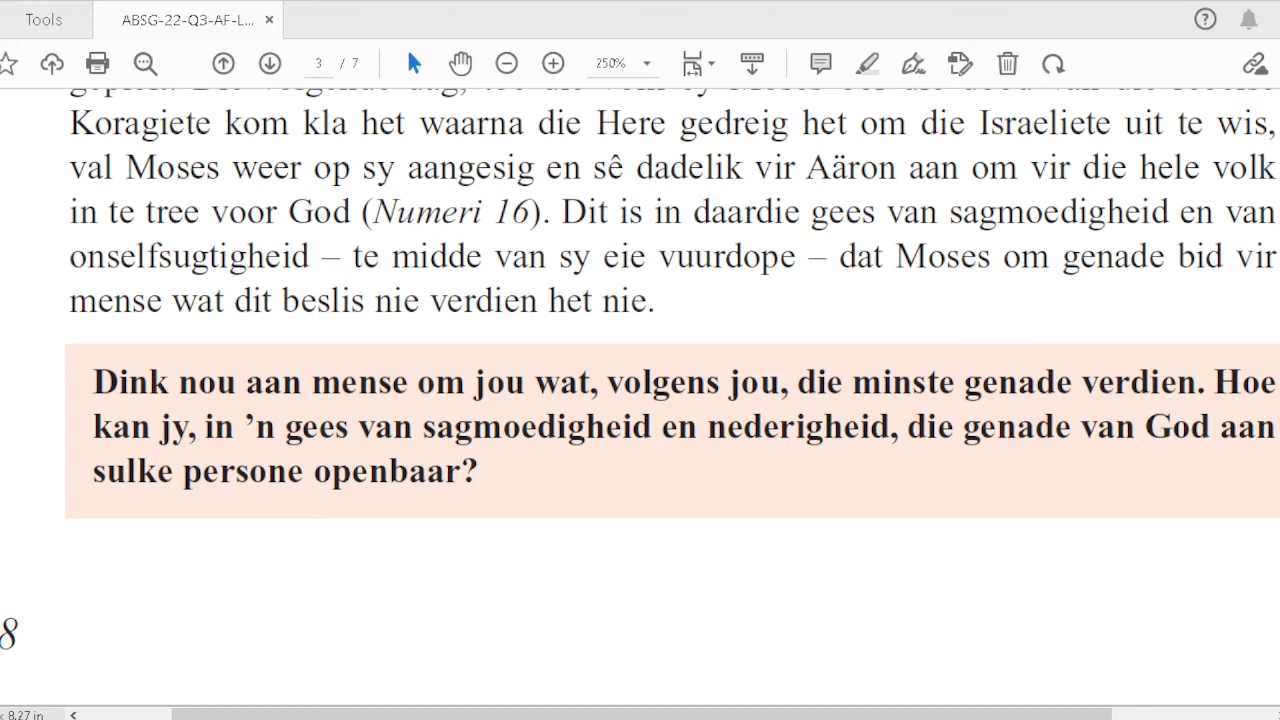 Tools ABSG-22-Q3-AF-L... ×
3 / 7 250%
Koragiete kom kla het waarna die Here gedreig het om die Israeliete uit te wis,
val Moses weer op sy aangesig en sê dadelik vir Aäron aan om vir die hele volk
in te tree voor God (Numeri 16). Dit is in daardie gees van sagmoedigheid en van
onselfsugtigheid – te midde van sy eie vuurdope – dat Moses om genade bid vir
mense wat dit beslis nie verdien het nie.
Dink nou aan mense om jou wat, volgens jou, die minste genade verdien. Hoe
kan jy, in ’n gees van sagmoedigheid en nederigheid, die genade van God aan
sulke persone openbaar?
8
x 8,27 in